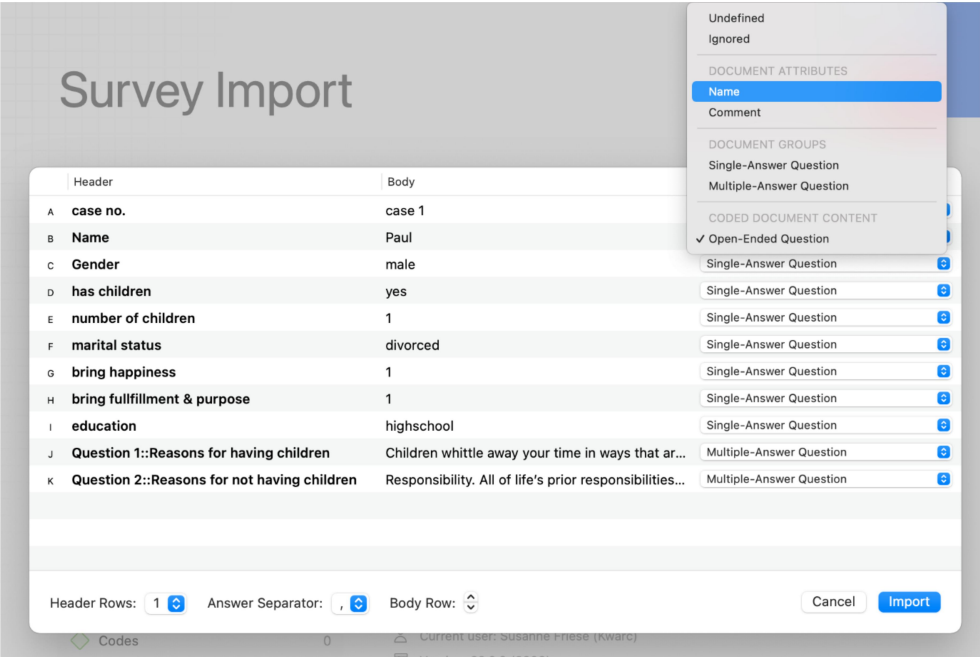 Undefined
Ignored
DOCUMENT ATTRIBUTES
Name
Comment
DOCUMENT GROUPS
Single-Answer Question
Multiple-Answer Question
CODED DOCUMENT CONTENT
✓ Open-Ended Question
Survey Import
Header Body
A case no. case 1
B Name Paul
C Gender male Single-Answer Question
D has children yes Single-Answer Question
E number of children 1 Single-Answer Question
F marital status divorced Single-Answer Question
G bring happiness 1 Single-Answer Question
H bring fullfillment & purpose 1 Single-Answer Question
I education highschool Single-Answer Question
J Question 1::Reasons for having children Children whittle away your time in ways that ar... Multiple-Answer Question
K Question 2::Reasons for not having children Responsibility. All of life's prior responsibilities... Multiple-Answer Question
Header Rows: 1 Answer Separator: , Body Row: Cancel Import
Codes 0 Current user: Susanne Friese (Kwarc)